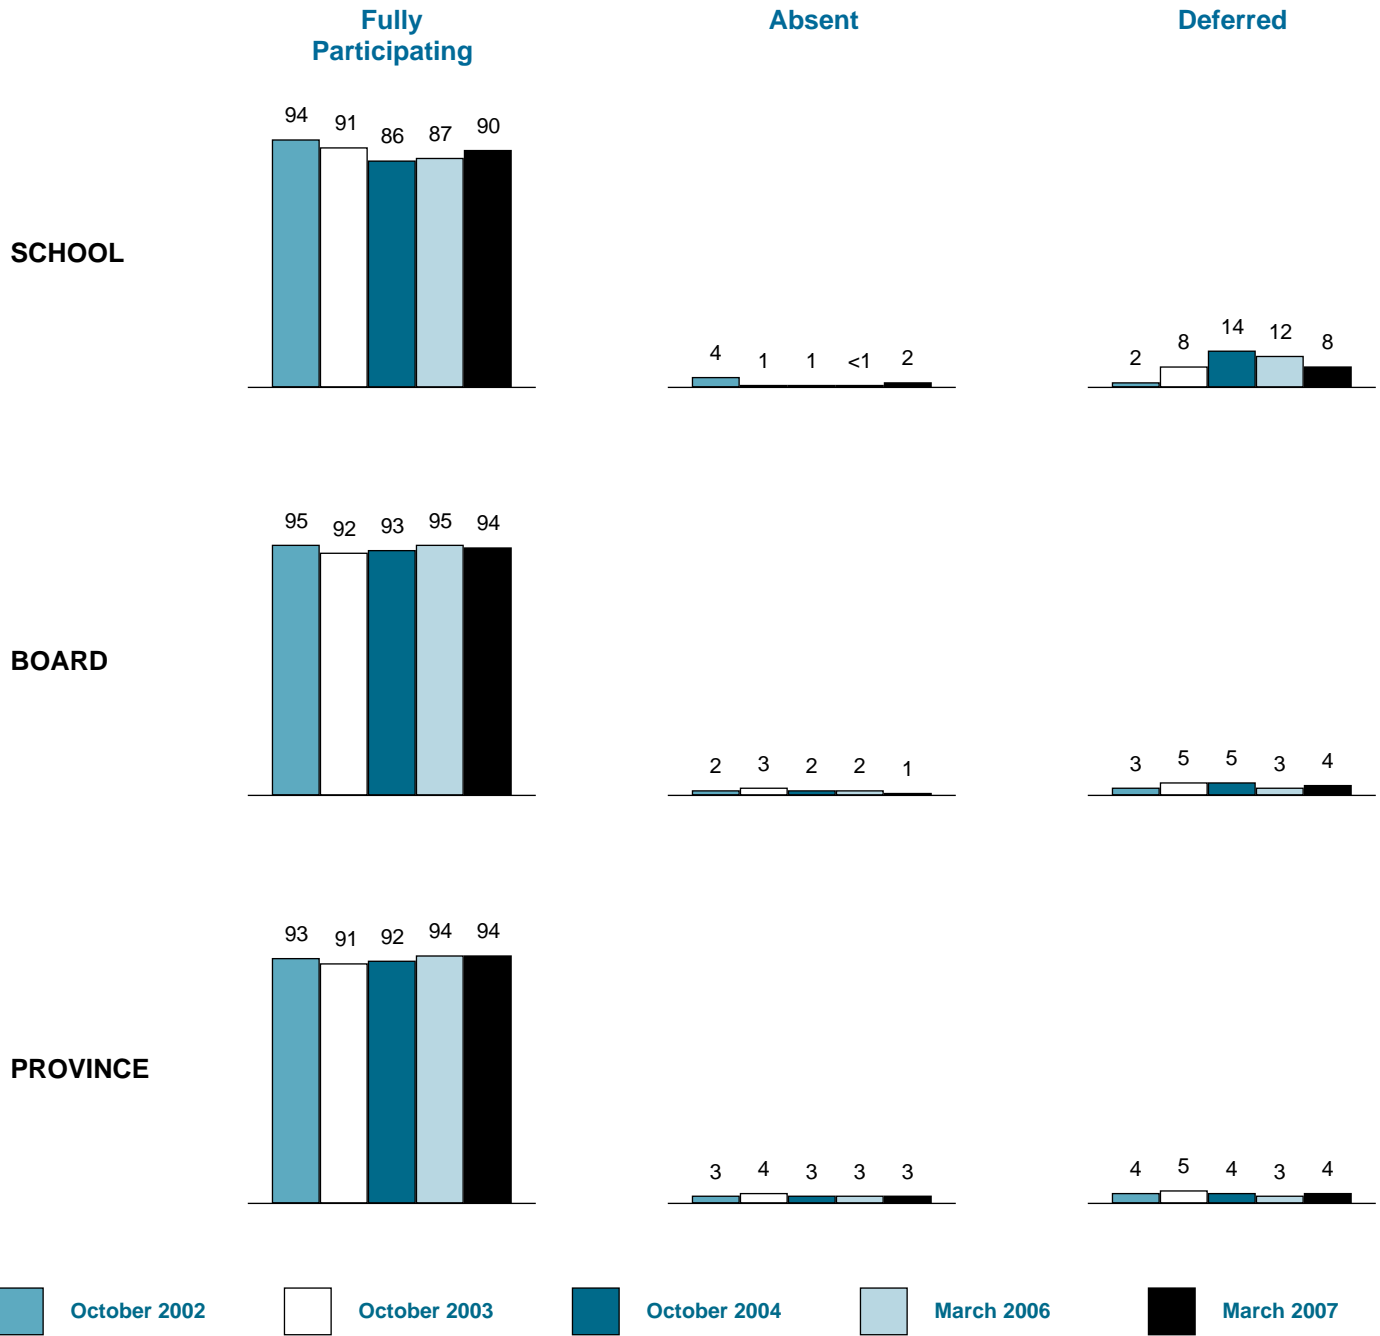 Fully
Participating
Absent
Deferred
SCHOOL
94 91 86 87 90
4 1 1 <1 2
2 8 14 12 8
BOARD
95 92 93 95 94
2 3 2 2 1
3 5 5 3 4
PROVINCE
93 91 92 94 94
3 4 3 3 3
4 5 4 3 4
October 2002 October 2003 October 2004 March 2006 March 2007